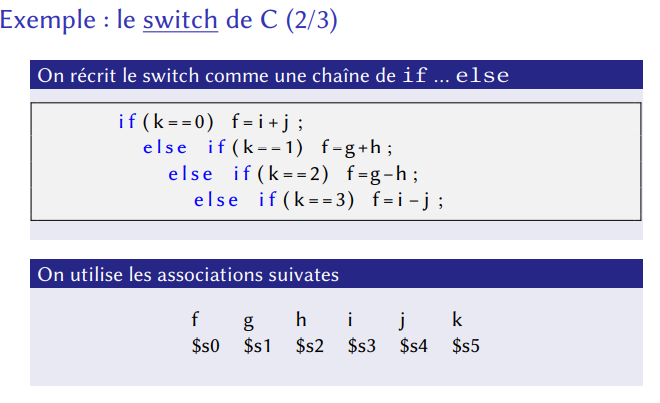 Exemple : le switch de C (2/3)
On récrit le switch comme une chaîne de if ... else
if(k==0) f=i+j;
else if(k==1) f=g+h;
else if(k==2) f=g-h;
else if(k==3) f=i-j;
On utilise les associations suivates
f g h i j k
$s0 $s1 $s2 $s3 $s4 $s5